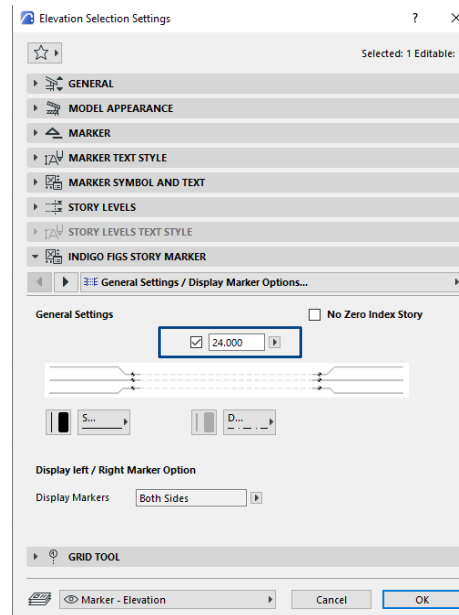 Elevation Selection Settings
?
Selected: 1 Editable:
GENERAL
MODEL APPEARANCE
MARKER
MARKER TEXT STYLE
MARKER SYMBOL AND TEXT
STORY LEVELS
STORY LEVELS TEXT STYLE
INDIGO FIGS STORY MARKER
General Settings / Display Marker Options...
General Settings
No Zero Index Story
24.000
S...
D...
Display left / Right Marker Option
Display Markers
Both Sides
GRID TOOL
Marker - Elevation
Cancel
OK